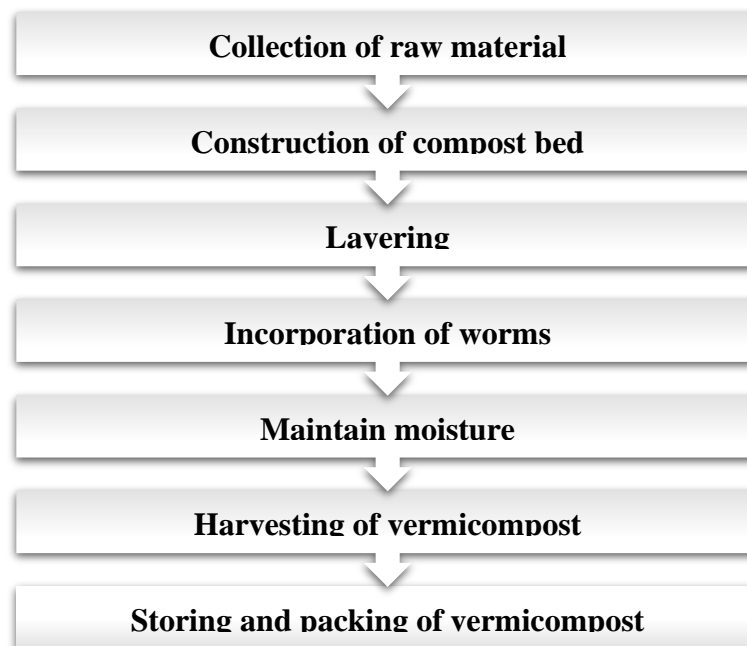 Collection of raw material
Construction of compost bed
Layering
Incorporation of worms
Maintain moisture
Harvesting of vermicompost
Storing and packing of vermicompost